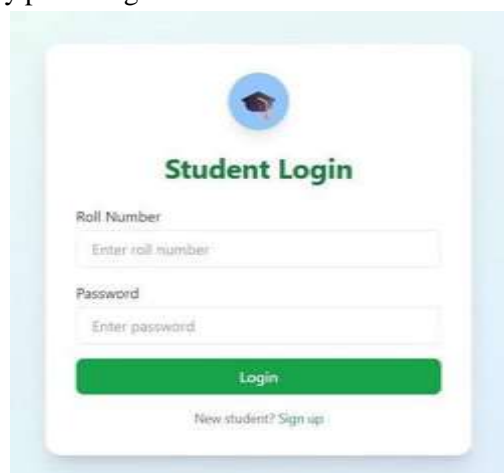 Student Login
Roll Number
Enter roll number
Password
Enter password
Login
New student? Sign up